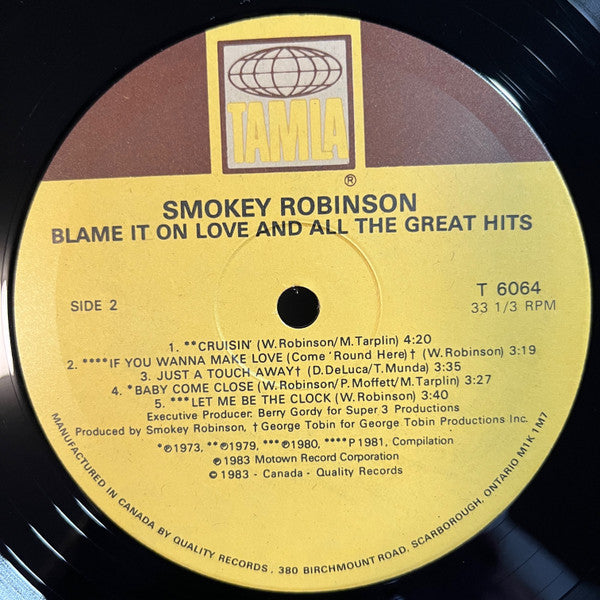 TAMLA
®
SMOKEY ROBINSON
BLAME IT ON LOVE AND ALL THE GREAT HITS
SIDE 2
T 6064
33 1/3 RPM
1. **CRUISIN' (W.Robinson/M.Tarplin) 4:20
2. ****IF YOU WANNA MAKE LOVE (Come 'Round Here)† (W.Robinson) 3:19
3. JUST A TOUCH AWAY† (D.DeLuca/T.Munda) 3:35
4. *BABY COME CLOSE (W.Robinson/P.Moffett/M.Tarplin) 3:27
5. ***LET ME BE THE CLOCK (W.Robinson) 3:40
Executive Producer: Berry Gordy for Super 3 Productions
Produced by Smokey Robinson, †George Tobin for George Tobin Productions Inc.
*℗1973, **℗1979, ***℗1980, ****P 1981, Compilation
℗ 1983 Motown Record Corporation
© 1983 - Canada - Quality Records
MANUFACTURED IN CANADA BY QUALITY RECORDS, 380 BIRCHMOUNT ROAD, SCARBOROUGH, ONTARIO M1K 1M7